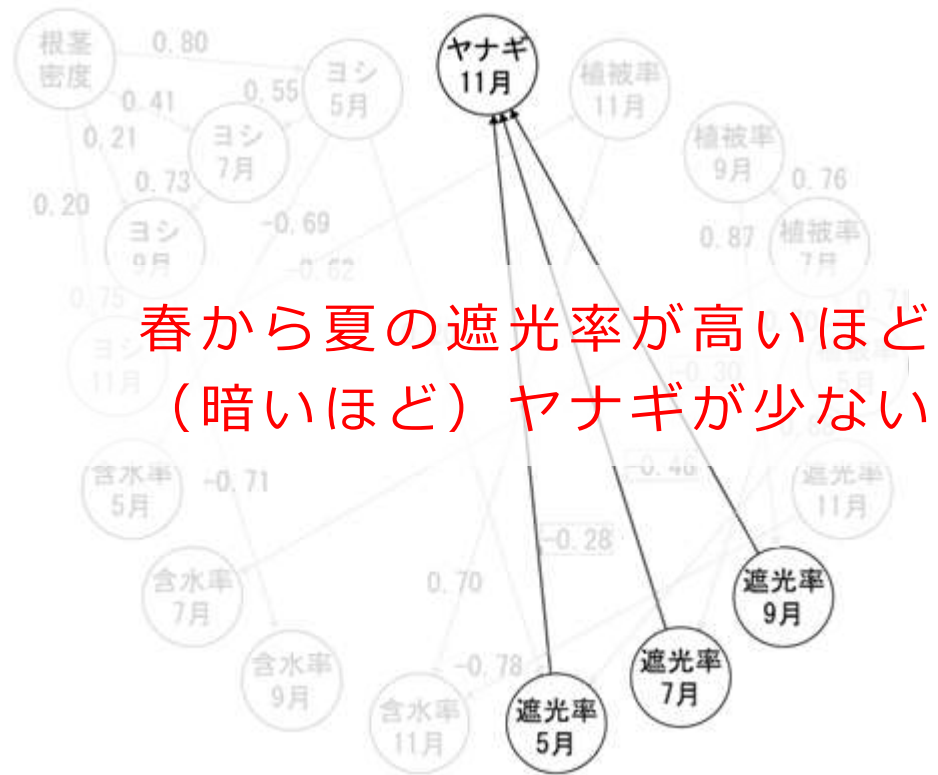 根茎
密度
0.80
ヨシ
5月
ヤナギ
11月
植被率
11月
0.41
0.55
ヨシ
7月
植被率
9月
0.21
0.73
0.76
0.20
ヨシ
9月
-0.69
0.87
植被率
7月
-0.62
0.75
春から夏の遮光率が高いほど
（暗いほど）ヤナギが少ない
ヨシ
11月
-0.30
5月
含水率
5月
-0.71
-0.46
遮光率
11月
-0.28
含水率
7月
0.70
遮光率
9月
含水率
9月
-0.78
遮光率
7月
含水率
11月
遮光率
5月